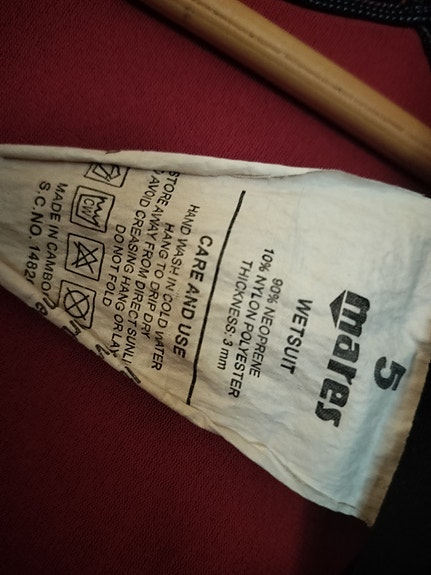 5
mares
WETSUIT
90% NEOPRENE
10% NYLON POLYESTER
THICKNESS: 3 mm
CARE AND USE
HAND WASH IN COLD WATER
HANG TO DRIP DRY
STORE AWAY FROM DIRECT SUNLI
AVOID CREASING
DO NOT HANG OR LAY
DO NOT FOLD
MADE IN CAMBO
S.C.NO. 1482